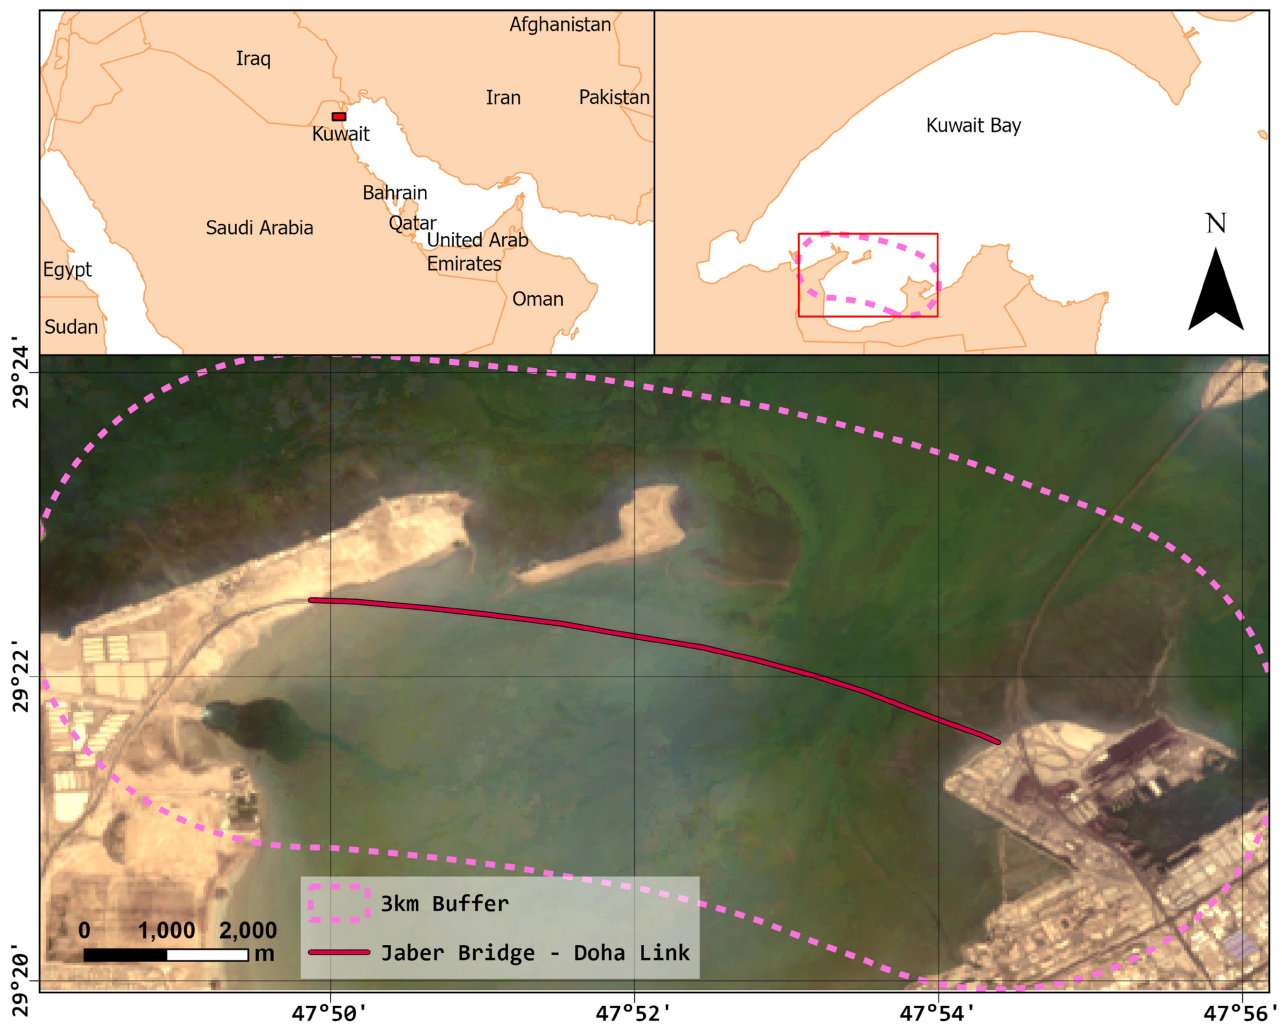 Afghanistan
Iraq
Iran
Pakistan
Kuwait
Bahrain
Saudi Arabia
Qatar
United Arab
Emirates
Egypt
Oman
Sudan
Kuwait Bay
N
29°24'
29°22'
29°20'
3km Buffer
Jaber Bridge - Doha Link
0 1,000 2,000
m
47°50' 47°52' 47°54' 47°56'